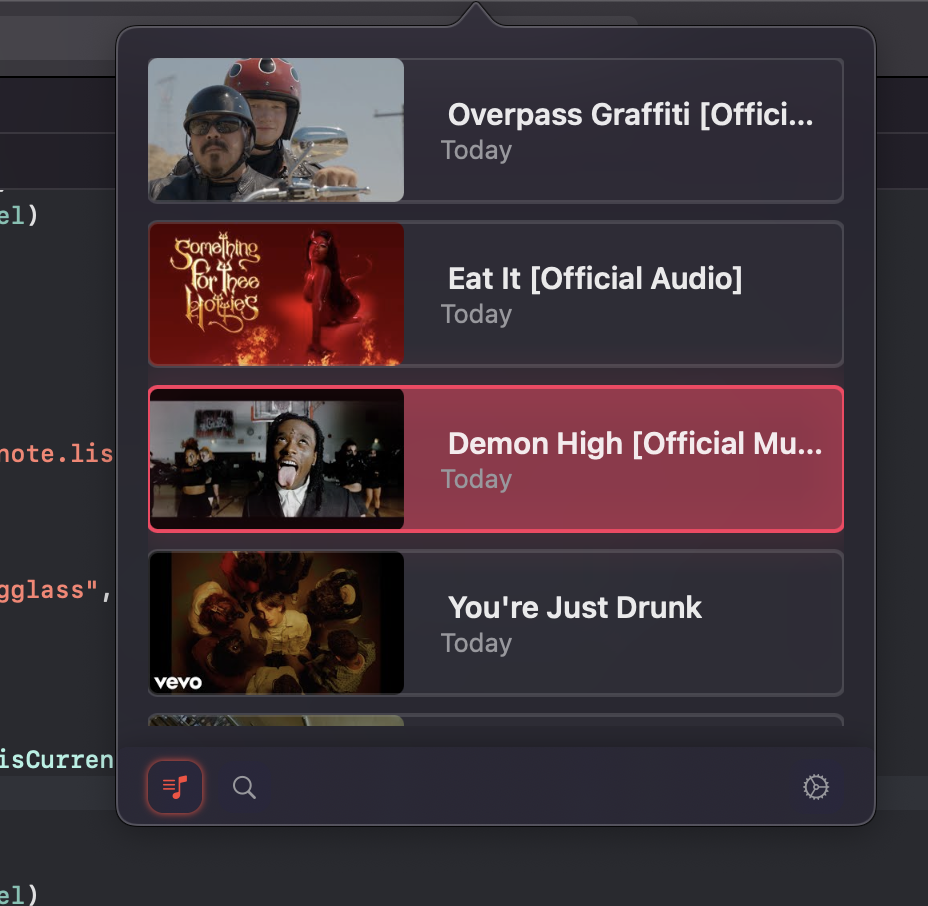 Overpass Graffiti [Offici...
Today
el)
Something
For Thee
Hotties
Eat It [Official Audio]
Today
note.lis
Demon High [Official Mu...
Today
gglass",
You're Just Drunk
Today
vevo
isCurren
el)